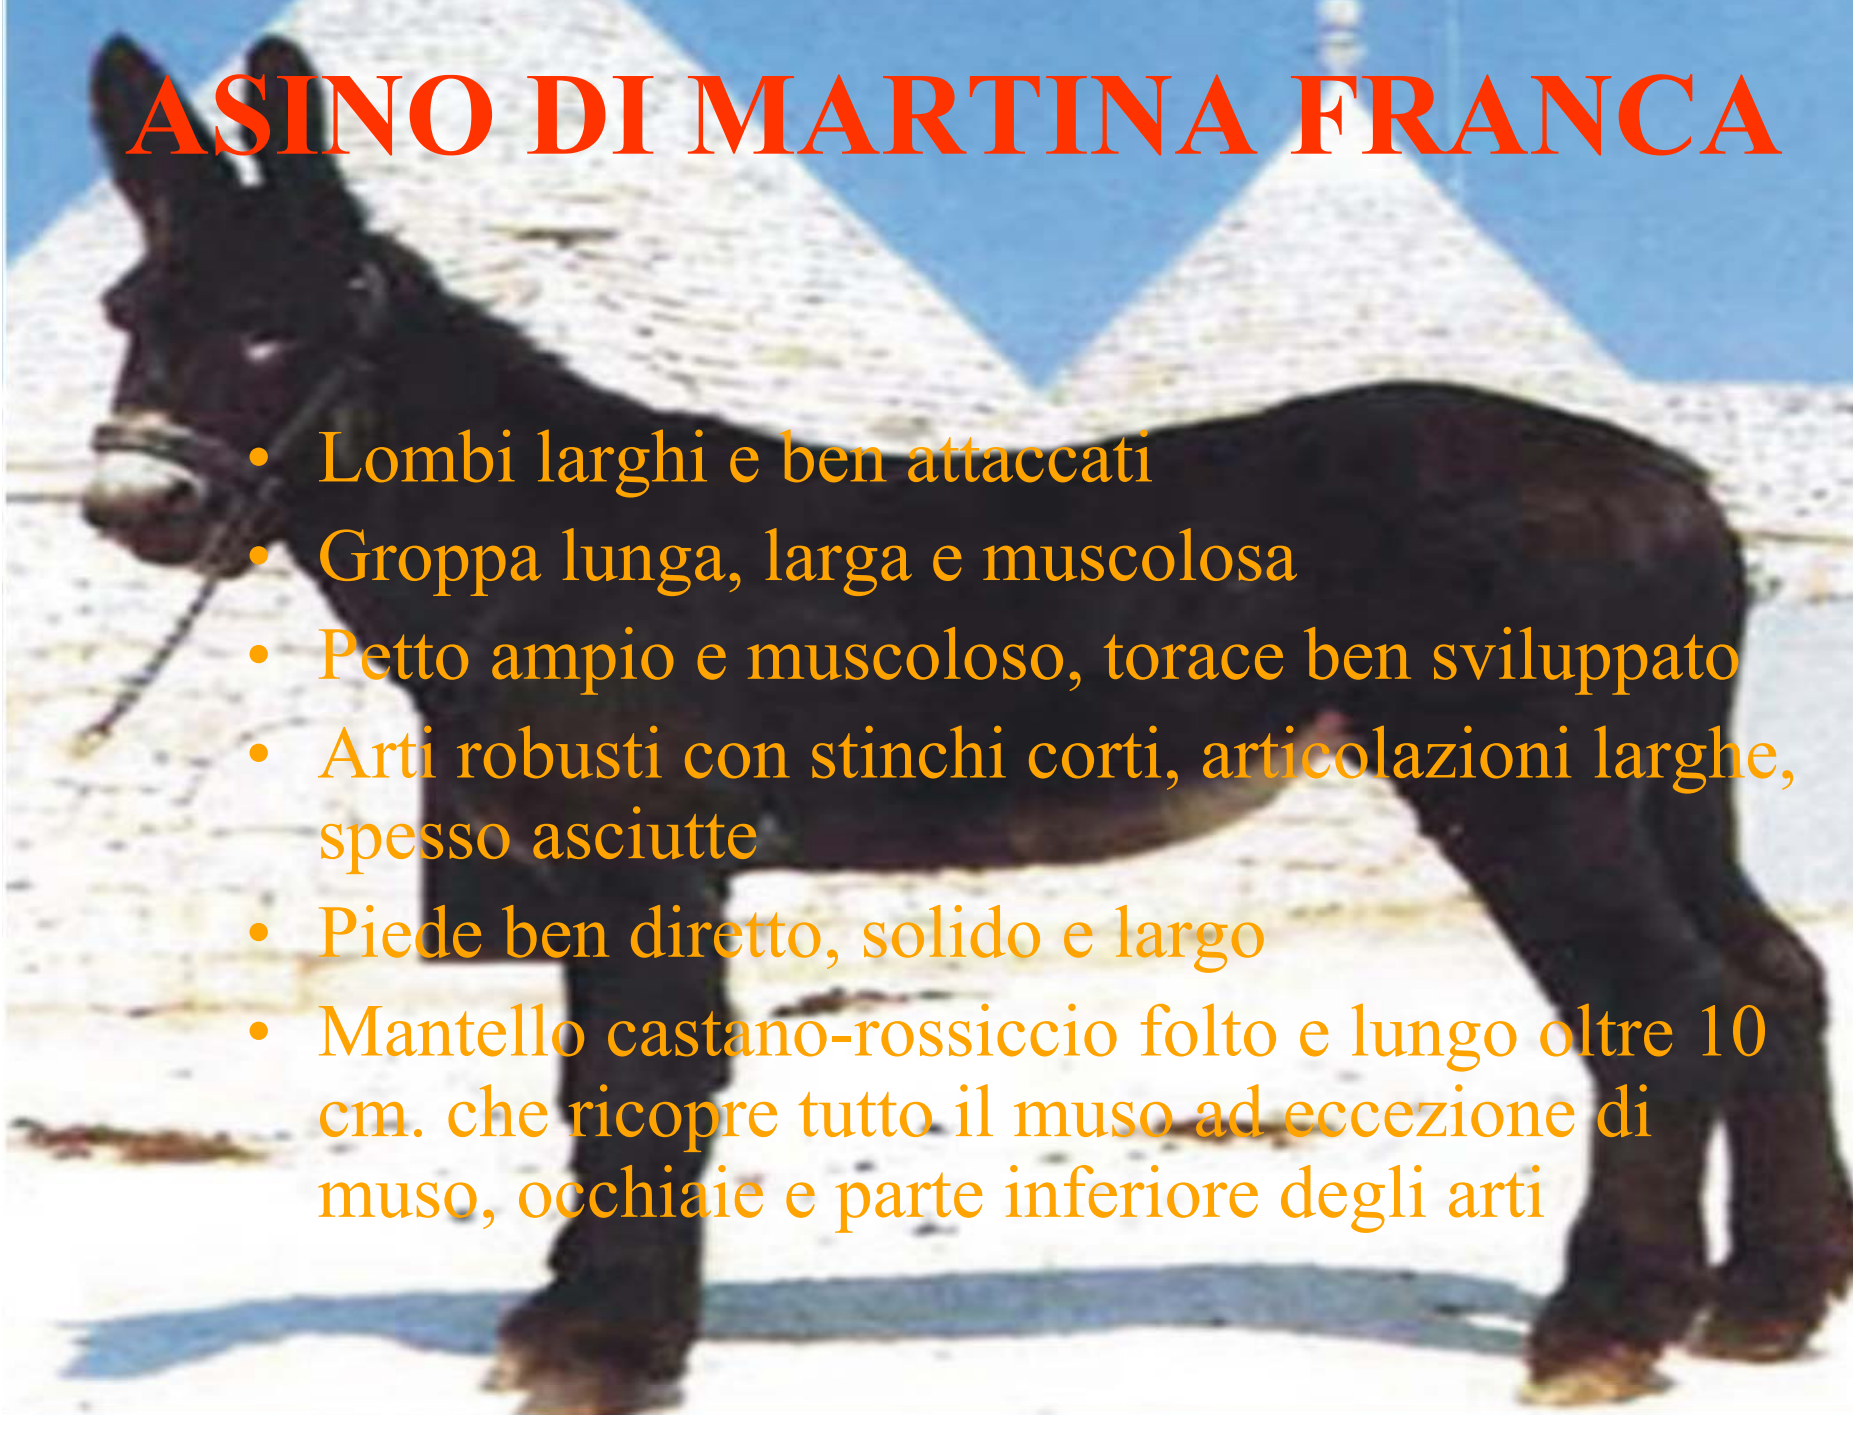 ASINO DI MARTINA FRANCA
• Lombi larghi e ben attaccati
• Groppa lunga, larga e muscolosa
• Petto ampio e muscoloso, torace ben sviluppato
• Arti robusti con stinchi corti, articolazioni larghe,
spesso asciutte
• Piede ben diretto, solido e largo
• Mantello castano-rossiccio folto e lungo oltre 10
cm. che ricopre tutto il muso ad eccezione di
muso, occhiaie e parte inferiore degli arti